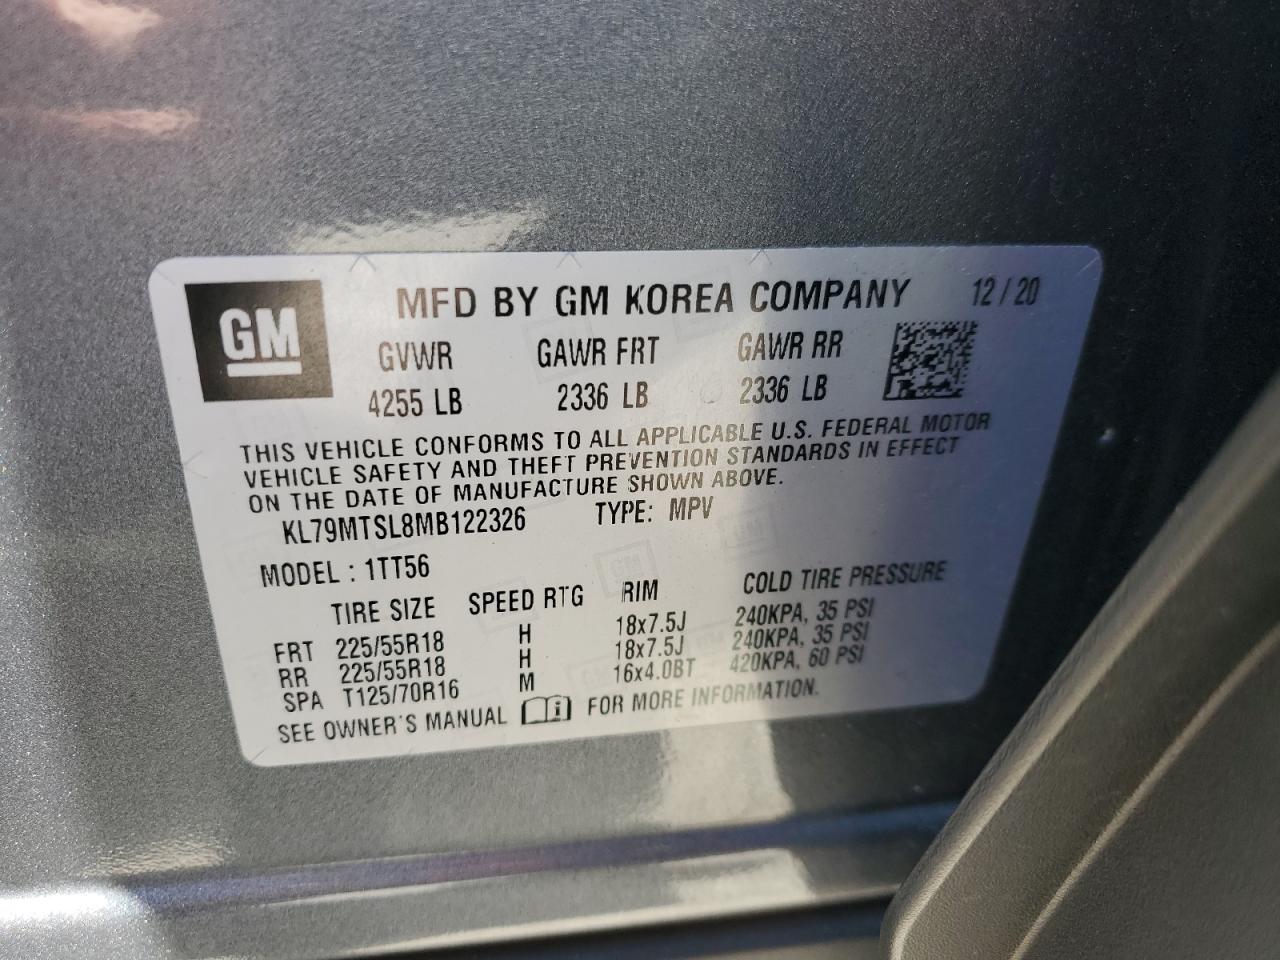 GM
MFD BY GM KOREA COMPANY 12/20
GVWR GAWR FRT GAWR RR
4255 LB 2336 LB 2336 LB
THIS VEHICLE CONFORMS TO ALL APPLICABLE U.S. FEDERAL MOTOR
VEHICLE SAFETY AND THEFT PREVENTION STANDARDS IN EFFECT
ON THE DATE OF MANUFACTURE SHOWN ABOVE.
KL79MTSL8MB122326 TYPE: MPV
MODEL : 1TT56
TIRE SIZE SPEED RTG RIM COLD TIRE PRESSURE
FRT 225/55R18 H 18x7.5J 240KPA, 35 PSI
RR 225/55R18 H 18x7.5J 240KPA, 35 PSI
SPA T125/70R16 M 16x4.0BT 420KPA, 60 PSI
SEE OWNER'S MANUAL i FOR MORE INFORMATION.